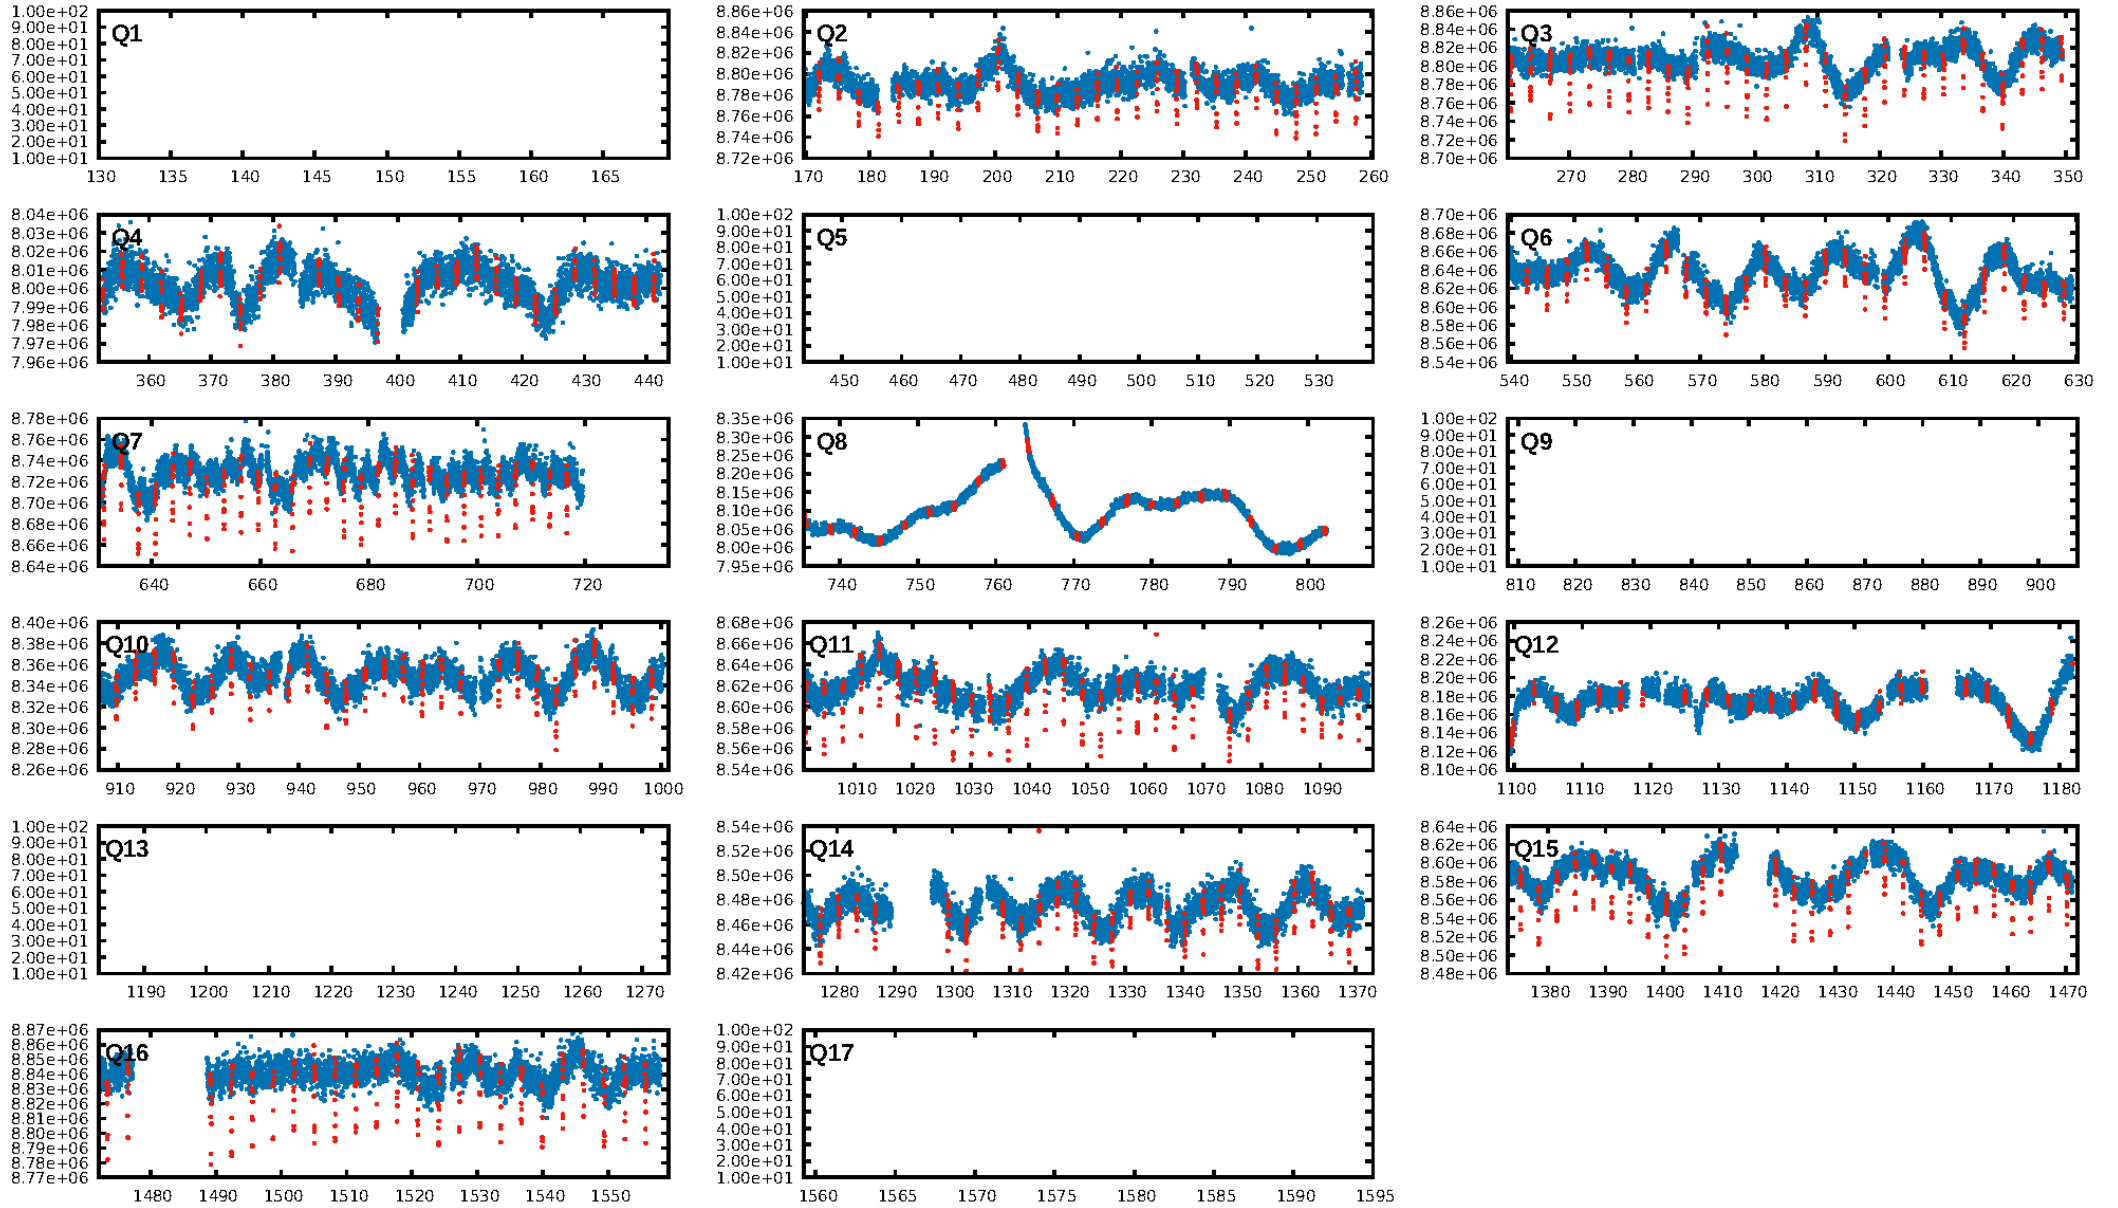 Q1
1.00e+02
9.00e+01
8.00e+01
7.00e+01
6.00e+01
5.00e+01
4.00e+01
3.00e+01
2.00e+01
1.00e+01
130 135 140 145 150 155 160 165
Q2
8.86e+06
8.84e+06
8.82e+06
8.80e+06
8.78e+06
8.76e+06
8.74e+06
8.72e+06
170 180 190 200 210 220 230 240 250 260
Q3
8.86e+06
8.84e+06
8.82e+06
8.80e+06
8.78e+06
8.76e+06
8.74e+06
8.72e+06
8.70e+06
270 280 290 300 310 320 330 340 350
Q4
8.04e+06
8.03e+06
8.02e+06
8.01e+06
8.00e+06
7.99e+06
7.98e+06
7.97e+06
7.96e+06
360 370 380 390 400 410 420 430 440
Q5
1.00e+02
9.00e+01
8.00e+01
7.00e+01
6.00e+01
5.00e+01
4.00e+01
3.00e+01
2.00e+01
1.00e+01
450 460 470 480 490 500 510 520 530
Q6
8.70e+06
8.68e+06
8.66e+06
8.64e+06
8.62e+06
8.60e+06
8.58e+06
8.56e+06
8.54e+06
540 550 560 570 580 590 600 610 620 630
Q7
8.78e+06
8.76e+06
8.74e+06
8.72e+06
8.70e+06
8.68e+06
8.66e+06
8.64e+06
640 660 680 700 720
Q8
8.35e+06
8.30e+06
8.25e+06
8.20e+06
8.15e+06
8.10e+06
8.05e+06
8.00e+06
7.95e+06
740 750 760 770 780 790 800
Q9
1.00e+02
9.00e+01
8.00e+01
7.00e+01
6.00e+01
5.00e+01
4.00e+01
3.00e+01
2.00e+01
1.00e+01
810 820 830 840 850 860 870 880 890 900
Q10
8.40e+06
8.38e+06
8.36e+06
8.34e+06
8.32e+06
8.30e+06
8.28e+06
8.26e+06
910 920 930 940 950 960 970 980 990 1000
Q11
8.68e+06
8.66e+06
8.64e+06
8.62e+06
8.60e+06
8.58e+06
8.56e+06
8.54e+06
1010 1020 1030 1040 1050 1060 1070 1080 1090
Q12
8.26e+06
8.24e+06
8.22e+06
8.20e+06
8.18e+06
8.16e+06
8.14e+06
8.12e+06
8.10e+06
1100 1110 1120 1130 1140 1150 1160 1170 1180
Q13
1.00e+02
9.00e+01
8.00e+01
7.00e+01
6.00e+01
5.00e+01
4.00e+01
3.00e+01
2.00e+01
1.00e+01
1190 1200 1210 1220 1230 1240 1250 1260 1270
Q14
8.54e+06
8.52e+06
8.50e+06
8.48e+06
8.46e+06
8.44e+06
8.42e+06
1280 1290 1300 1310 1320 1330 1340 1350 1360 1370
Q15
8.64e+06
8.62e+06
8.60e+06
8.58e+06
8.56e+06
8.54e+06
8.52e+06
8.50e+06
8.48e+06
1380 1390 1400 1410 1420 1430 1440 1450 1460 1470
Q16
8.87e+06
8.86e+06
8.85e+06
8.84e+06
8.83e+06
8.82e+06
8.81e+06
8.80e+06
8.79e+06
8.78e+06
8.77e+06
1480 1490 1500 1510 1520 1530 1540 1550
Q17
1.00e+02
9.00e+01
8.00e+01
7.00e+01
6.00e+01
5.00e+01
4.00e+01
3.00e+01
2.00e+01
1.00e+01
1560 1565 1570 1575 1580 1585 1590 1595